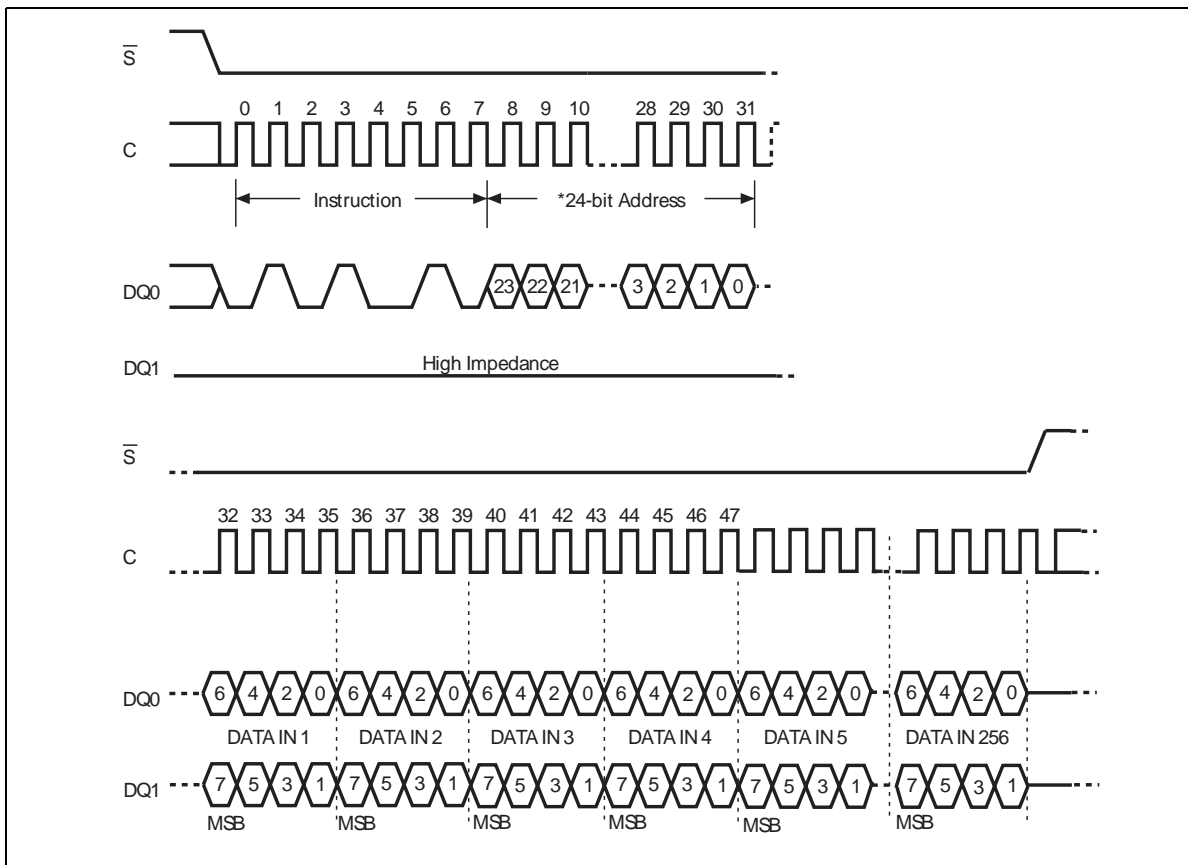 S
0 1 2 3 4 5 6 7 8 9 10 28 29 30 31
C
Instruction *24-bit Address
DQ0 23 22 21 3 2 1 0
High Impedance
DQ1
S
32 33 34 35 36 37 38 39 40 41 42 43 44 45 46 47
C
DQ0 6 4 2 0 6 4 2 0 6 4 2 0 6 4 2 0 6 4 2 0 6 4 2 0
DATA IN 1 DATA IN 2 DATA IN 3 DATA IN 4 DATA IN 5 DATA IN 256
DQ1 7 5 3 1 7 5 3 1 7 5 3 1 7 5 3 1 7 5 3 1 7 5 3 1
MSB MSB MSB MSB MSB MSB